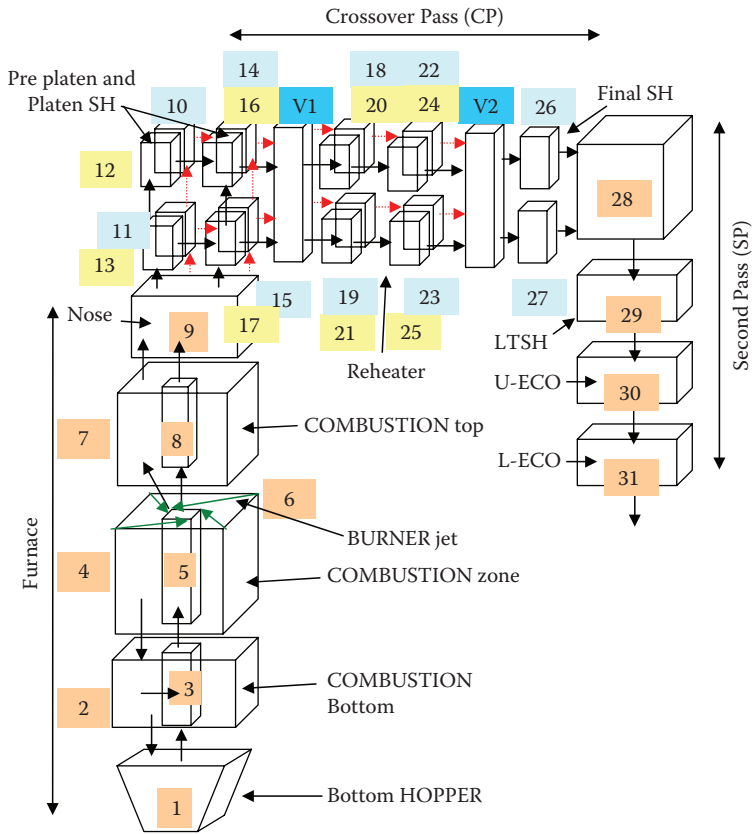 Crossover Pass (CP)
14
18 22
Pre platen and
Platen SH
10
16
V1
20 24
V2
26
Final SH
12
28
11
13
15
19
23
27
Nose
9
17
21
25
29
LTSH
Reheater
U-ECO
30
7
8
COMBUSTION top
L-ECO
31
6
BURNER jet
4
5
COMBUSTION zone
2
3
COMBUSTION
Bottom
1
Bottom HOPPER
Furnace
Second Pass (SP)